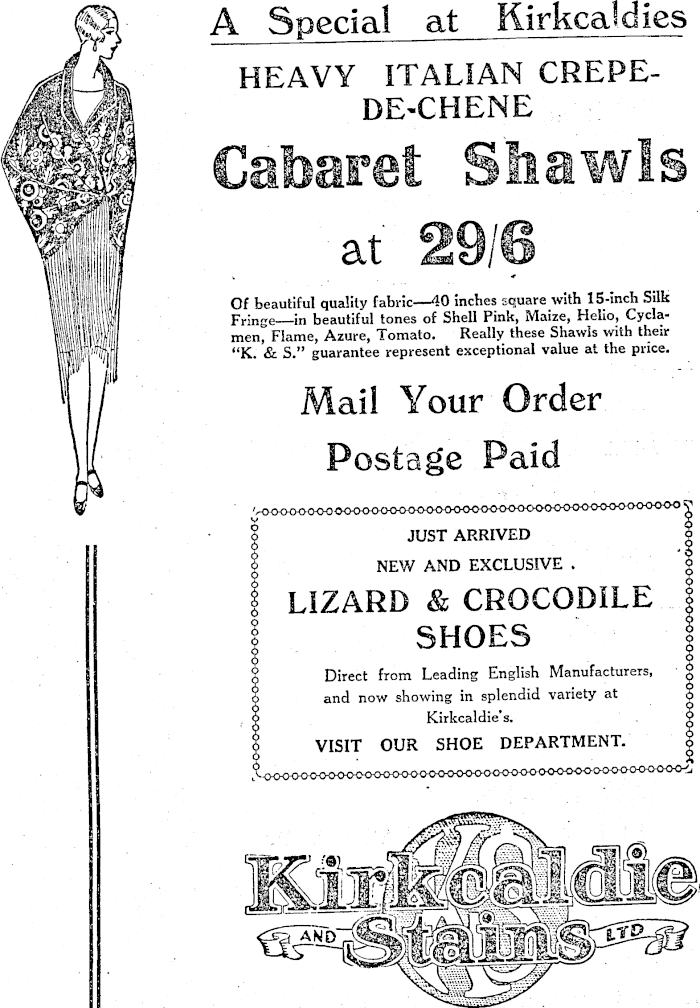 A Special at Kirkcaldies
HEAVY ITALIAN CREPE-
DE-CHENE
Cabaret Shawls
at 29/6
Of beautiful quality fabric—40 inches square with 15-inch Silk
Fringe—in beautiful tones of Shell Pink, Maize, Helio, Cycla-
men, Flame, Azure, Tomato. Really these Shawls with their
"K. & S." guarantee represent exceptional value at the price.
Mail Your Order
Postage Paid
JUST ARRIVED
NEW AND EXCLUSIVE
LIZARD & CROCODILE
SHOES
Direct from Leading English Manufacturers,
and now showing in splendid variety at
Kirkcaldie's.
VISIT OUR SHOE DEPARTMENT.
Kirkcaldie
AND Stains LTD